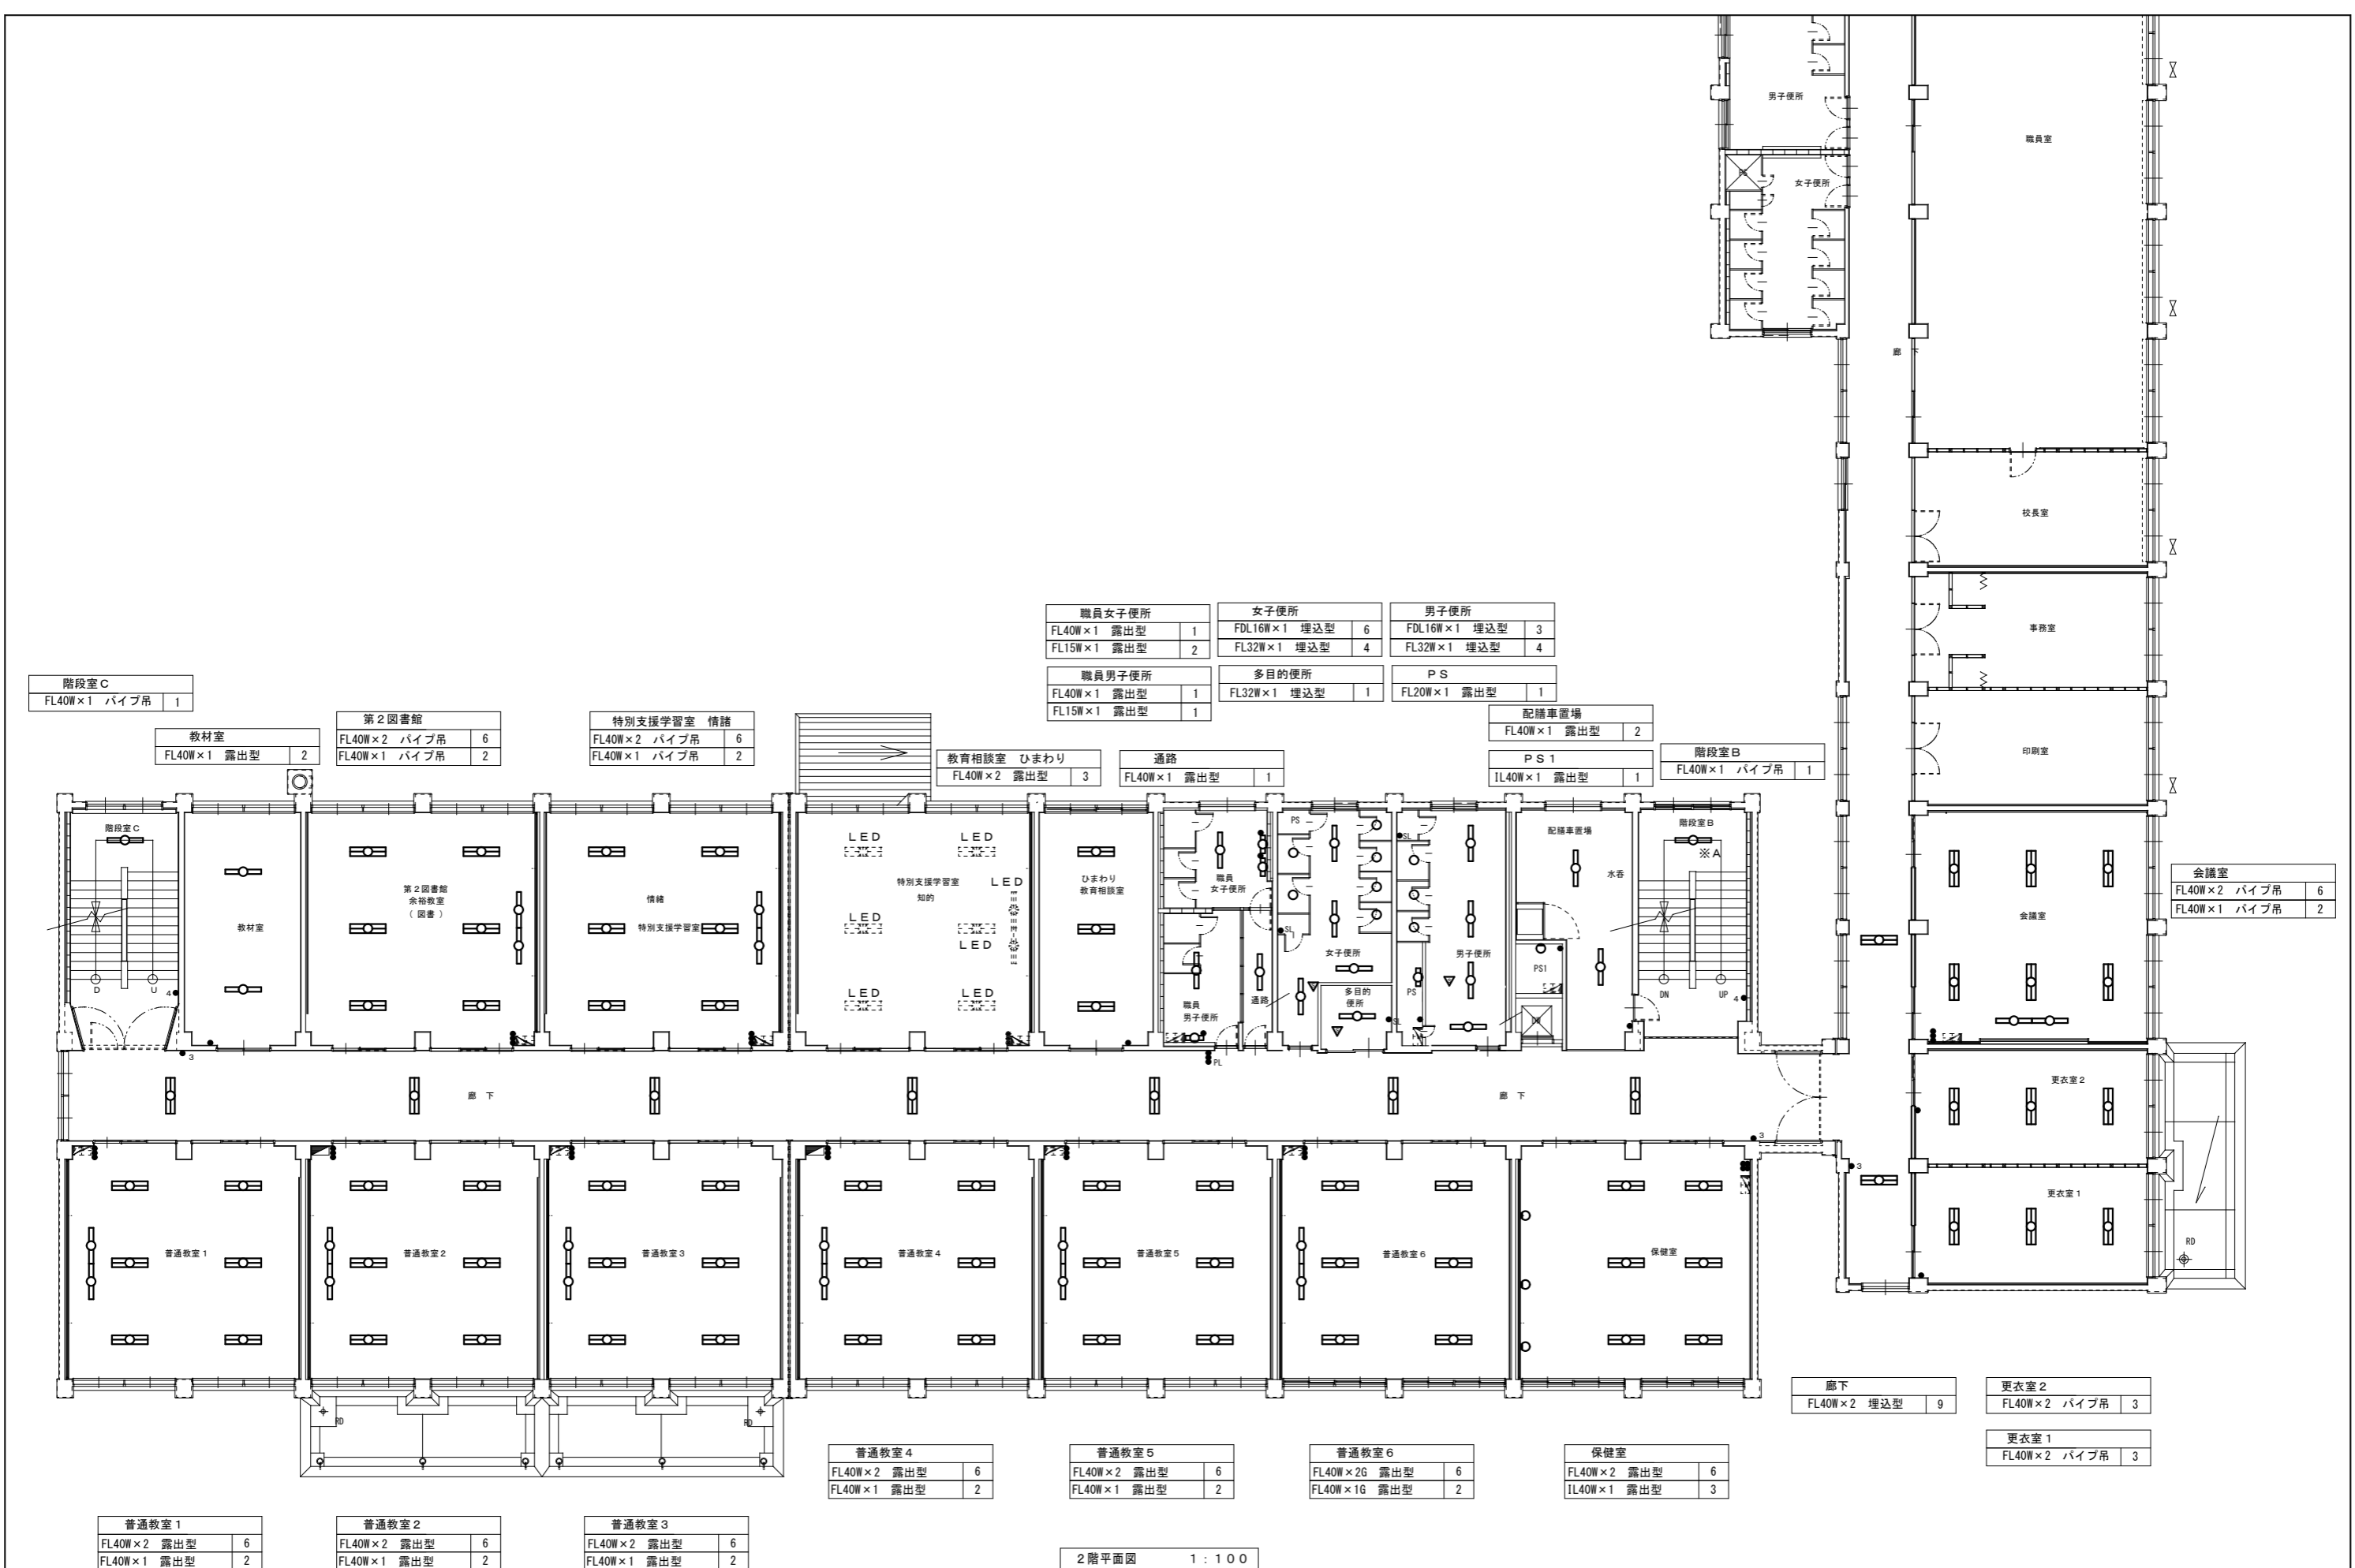 男子便所
職員室
PS
女子便所
廊 下
校長室
事務室
印刷室
職員女子便所
FL40W×1 露出型 1
FL15W×1 露出型 2
女子便所
FDL16W×1 埋込型 6
FL32W×1 埋込型 4
男子便所
FDL16W×1 埋込型 3
FL32W×1 埋込型 4
職員男子便所
FL40W×1 露出型 1
FL15W×1 露出型 1
多目的便所
FL32W×1 埋込型 1
PS
FL20W×1 露出型 1
階段室C
FL40W×1 パイプ吊 1
教材室
FL40W×1 露出型 2
第2図書館
FL40W×2 パイプ吊 6
FL40W×1 パイプ吊 2
特別支援学習室 情諸
FL40W×2 パイプ吊 6
FL40W×1 パイプ吊 2
教育相談室 ひまわり
FL40W×2 露出型 3
通路
FL40W×1 露出型 1
配膳車置場
FL40W×1 露出型 2
PS1
IL40W×1 露出型 1
階段室B
FL40W×1 パイプ吊 1
会議室
FL40W×2 パイプ吊 6
FL40W×1 パイプ吊 2
階段室C
D
U
4
教材室
第2図書館
余裕教室
(図書)
情緒
特別支援学習室
LED
LED
LED
LED
LED
LED
LED
特別支援学習室
知的
ひまわり
教育相談室
職員
女子便所
職員
男子便所
通路
PS
SL
女子便所
多目的
便所
SL
SL
男子便所
PS
配膳車置場
水呑
PS1
DW
階段室B
※A
DN
UP
4
会議室
3
PL
廊 下
廊 下
3
3
更衣室2
更衣室1
RD
普通教室1
普通教室2
普通教室3
普通教室4
普通教室5
普通教室6
保健室
RD
RD
廊下
FL40W×2 埋込型 9
更衣室2
FL40W×2 パイプ吊 3
更衣室1
FL40W×2 パイプ吊 3
普通教室4
FL40W×2 露出型 6
FL40W×1 露出型 2
普通教室5
FL40W×2 露出型 6
FL40W×1 露出型 2
普通教室6
FL40W×2G 露出型 6
FL40W×1G 露出型 2
保健室
FL40W×2 露出型 6
IL40W×1 露出型 3
普通教室1
FL40W×2 露出型 6
FL40W×1 露出型 2
普通教室2
FL40W×2 露出型 6
FL40W×1 露出型 2
普通教室3
FL40W×2 露出型 6
FL40W×1 露出型 2
2階平面図 1:100